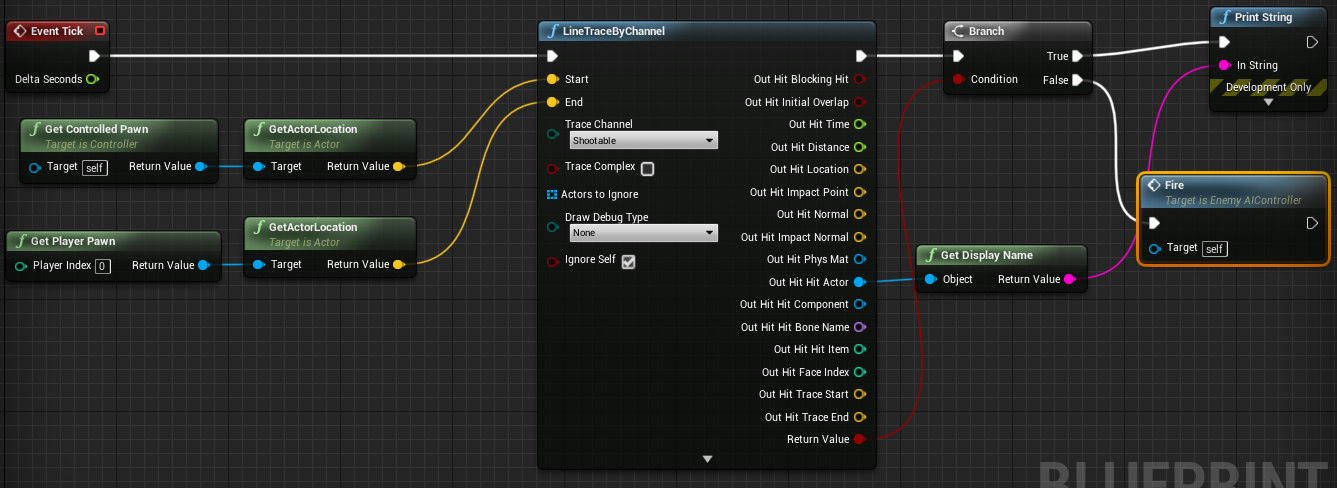 Event Tick
Delta Seconds
Get Controlled Pawn
Target is Controller
Target self Return Value
GetActorLocation
Target is Actor
Target Return Value
Get Player Pawn
Player Index 0 Return Value
GetActorLocation
Target is Actor
Target Return Value
LineTraceByChannel
Start
End
Trace Channel
Shootable
Trace Complex
Actors to Ignore
Draw Debug Type
None
Ignore Self
Out Hit Blocking Hit
Out Hit Initial Overlap
Out Hit Time
Out Hit Distance
Out Hit Location
Out Hit Impact Point
Out Hit Normal
Out Hit Impact Normal
Out Hit Phys Mat
Out Hit Hit Actor
Out Hit Hit Component
Out Hit Hit Bone Name
Out Hit Hit Item
Out Hit Face Index
Out Hit Trace Start
Out Hit Trace End
Return Value
Branch
Condition
True
False
Get Display Name
Object Return Value
Print String
In String
Development Only
Fire
Target is Enemy AIController
Target self
BLUEPRINT